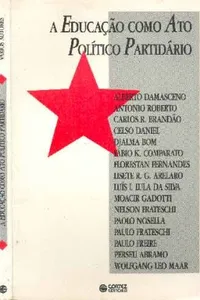 A EDUCAÇÃO COMO ATO
POLÍTICO PARTIDÁRIO
ALBERTO DAMASCENO
ANTONIO ROBERTO
CARLOS R. BRANDÃO
CELSO DANIEL
DJALMA BOM
FÁBIO K. COMPARATO
FLORESTAN FERNANDES
LISETE R. G. ARELARO
LUÍS I. LULA DA SILVA
MOACIR GADOTTI
NELSON FRATESCHI
PAOLO NOSELLA
PAULO FRATESCHI
PAULO FREIRE
PERSEU ABRAMO
WOLFGANG LEO MAAR
CORTEZ
EDITORA
VÁRIOS AUTORES
A EDUCAÇÃO COMO ATO POLÍTICO PARTIDÁRIO